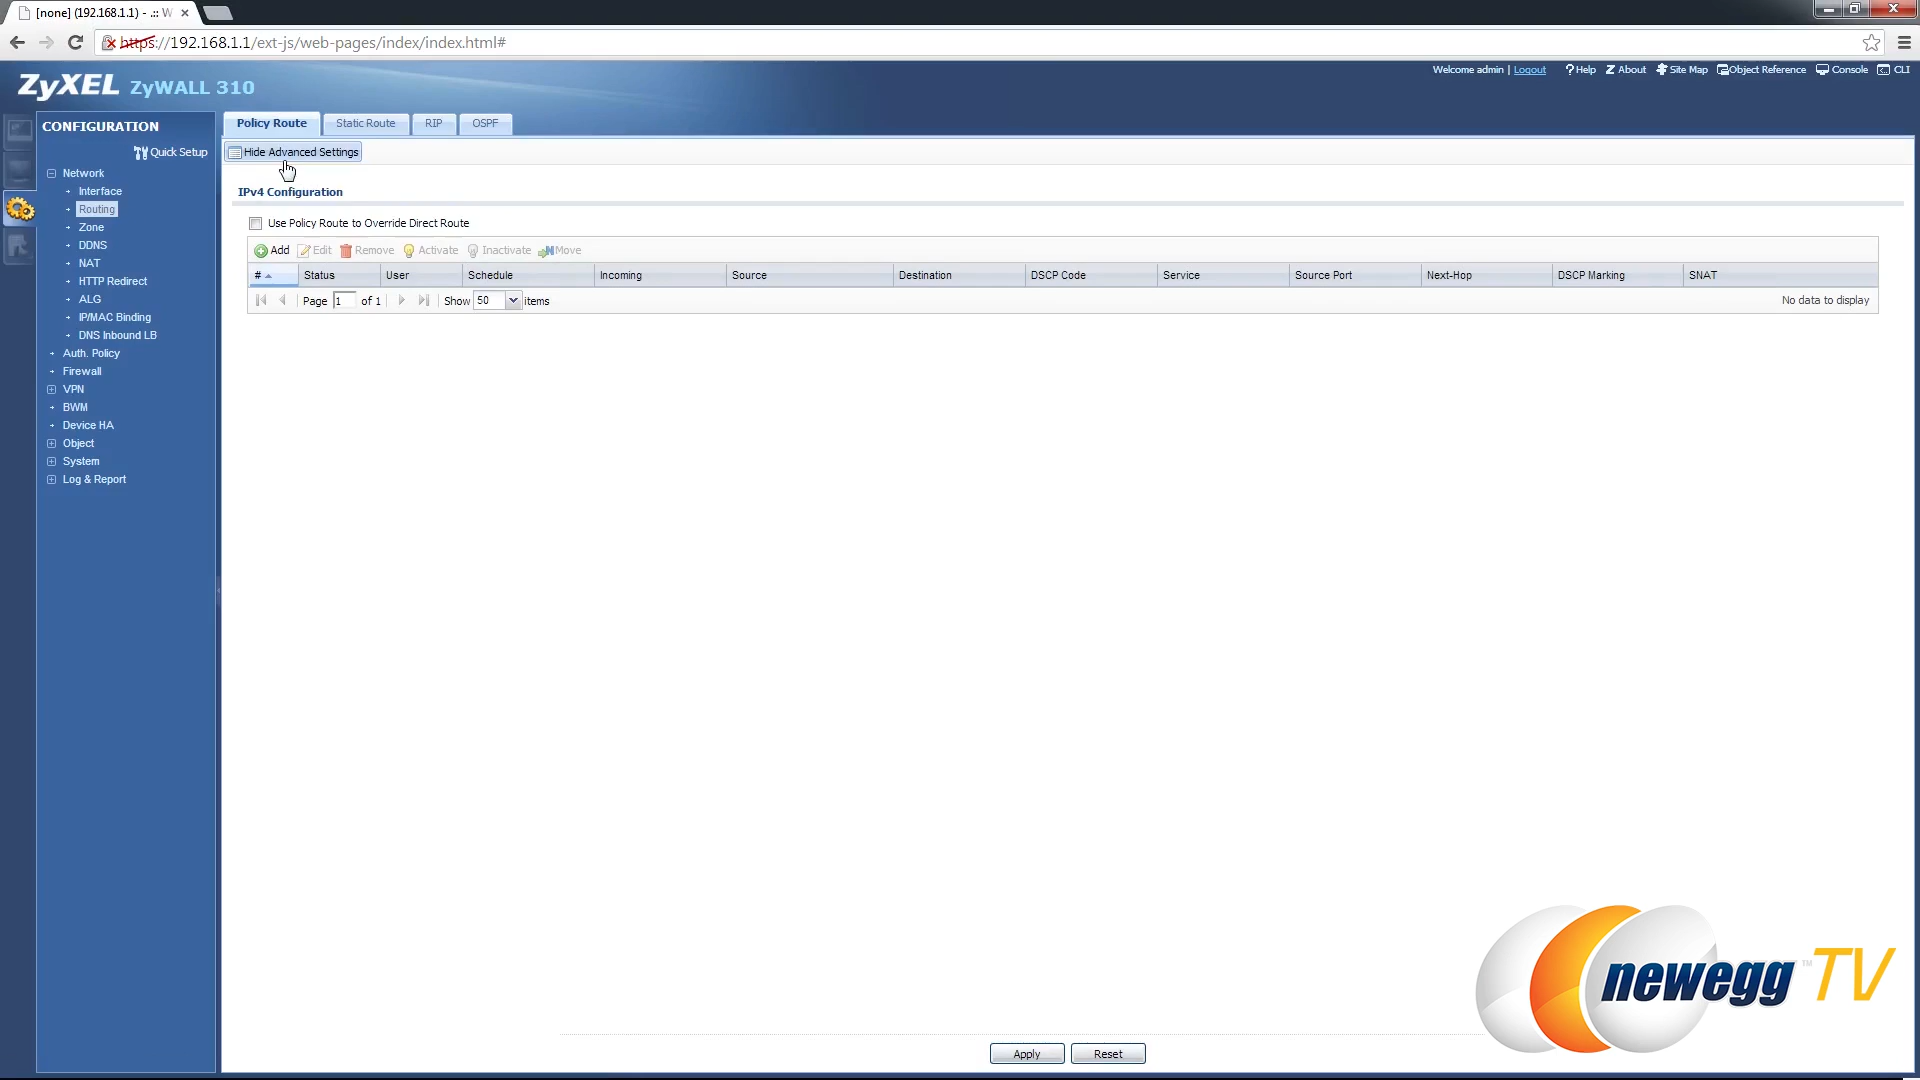 [none] (192.168.1.1) - .:: W
https://192.168.1.1/ext-js/web-pages/index/index.html#
ZyXEL ZyWALL 310
Welcome admin | Logout ?Help Z About Site Map Object Reference Console CLI
CONFIGURATION
Quick Setup
Network
Interface
Routing
Zone
DDNS
NAT
HTTP Redirect
ALG
IP/MAC Binding
DNS Inbound LB
Auth. Policy
Firewall
VPN
BWM
Device HA
Object
System
Log & Report
Policy Route Static Route RIP OSPF
Hide Advanced Settings
IPv4 Configuration
Use Policy Route to Override Direct Route
Add Edit Remove Activate Inactivate Move
# Status User Schedule Incoming Source Destination DSCP Code Service Source Port Next-Hop DSCP Marking SNAT
Page 1 of 1 Show 50 items No data to display
newegg™ TV
Apply Reset